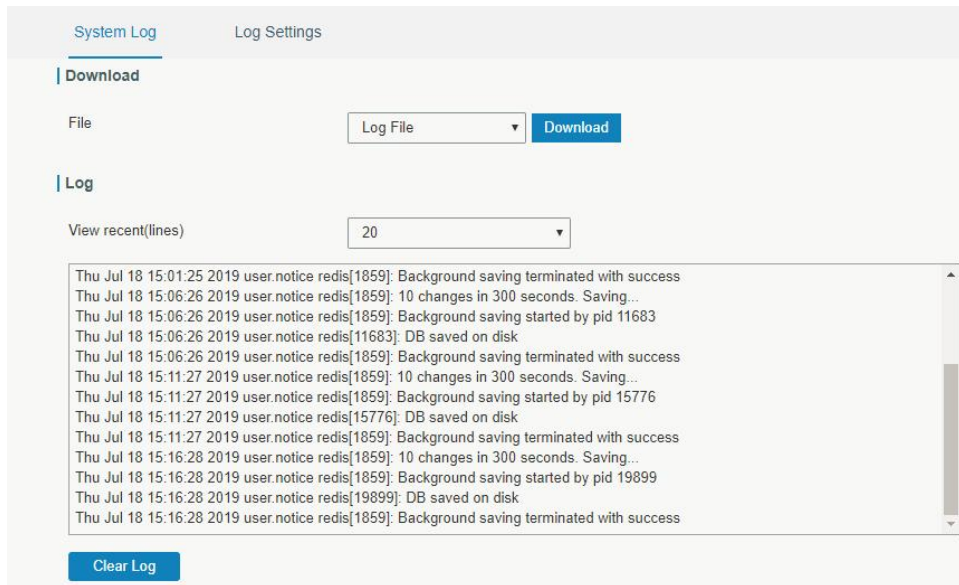 System Log Log Settings
Download
File Log File Download
Log
View recent(lines) 20
Thu Jul 18 15:01:25 2019 user.notice redis[1859]: Background saving terminated with success
Thu Jul 18 15:06:26 2019 user.notice redis[1859]: 10 changes in 300 seconds. Saving...
Thu Jul 18 15:06:26 2019 user.notice redis[1859]: Background saving started by pid 11683
Thu Jul 18 15:06:26 2019 user.notice redis[11683]: DB saved on disk
Thu Jul 18 15:06:26 2019 user.notice redis[1859]: Background saving terminated with success
Thu Jul 18 15:11:27 2019 user.notice redis[1859]: 10 changes in 300 seconds. Saving...
Thu Jul 18 15:11:27 2019 user.notice redis[1859]: Background saving started by pid 15776
Thu Jul 18 15:11:27 2019 user.notice redis[15776]: DB saved on disk
Thu Jul 18 15:11:27 2019 user.notice redis[1859]: Background saving terminated with success
Thu Jul 18 15:16:28 2019 user.notice redis[1859]: 10 changes in 300 seconds. Saving...
Thu Jul 18 15:16:28 2019 user.notice redis[1859]: Background saving started by pid 19899
Thu Jul 18 15:16:28 2019 user.notice redis[19899]: DB saved on disk
Thu Jul 18 15:16:28 2019 user.notice redis[1859]: Background saving terminated with success
Clear Log